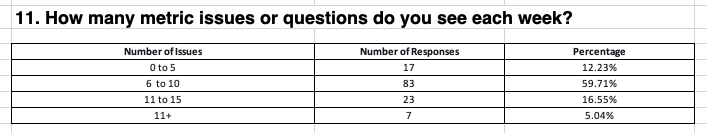 11. How many metric issues or questions do you see each week?
Number of Issues Number of Responses Percentage
0 to 5 17 12.23%
6 to 10 83 59.71%
11 to 15 23 16.55%
11+ 7 5.04%